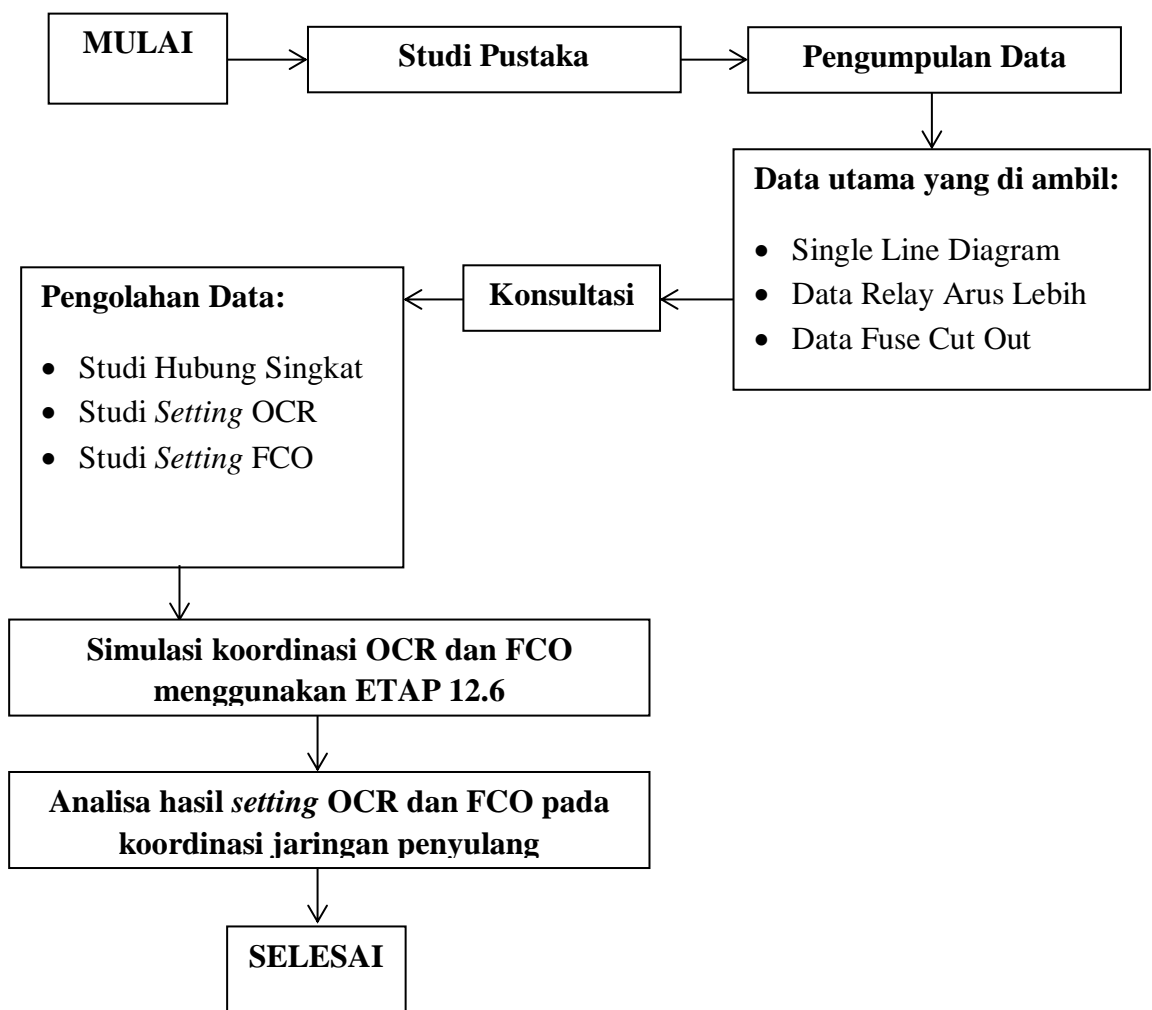 MULAI
Studi Pustaka
Pengumpulan Data
Data utama yang di ambil:
• Single Line Diagram
• Data Relay Arus Lebih
• Data Fuse Cut Out
Konsultasi
Pengolahan Data:
• Studi Hubung Singkat
• Studi Setting OCR
• Studi Setting FCO
Simulasi koordinasi OCR dan FCO
menggunakan ETAP 12.6
Analisa hasil setting OCR dan FCO pada
koordinasi jaringan penyulang
SELESAI